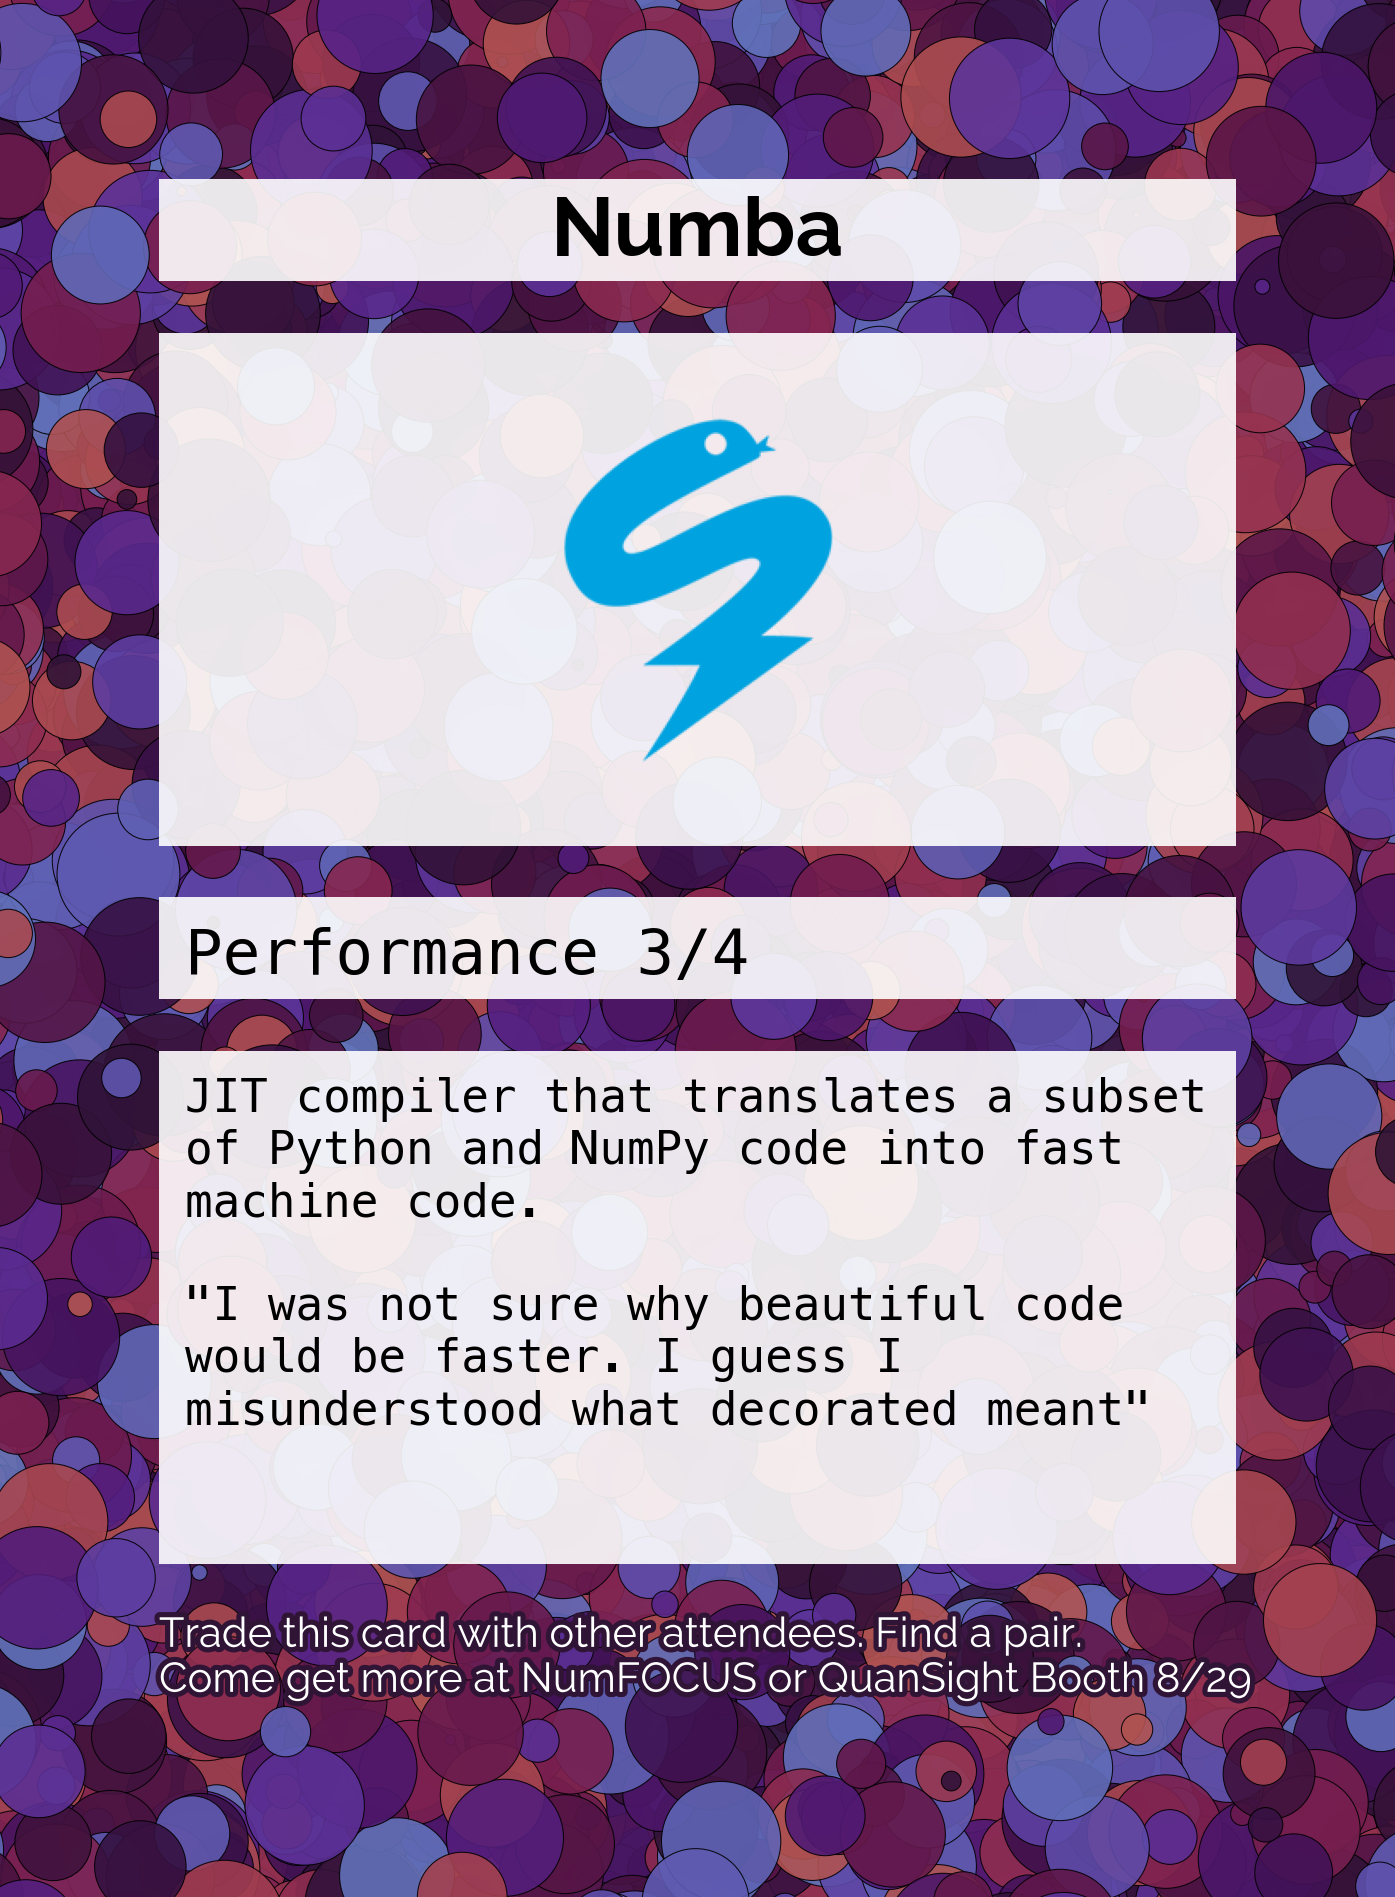 Numba
Performance 3/4
JIT compiler that translates a subset
of Python and NumPy code into fast
machine code.
"I was not sure why beautiful code
would be faster. I guess I
misunderstood what decorated meant"
Trade this card with other attendees. Find a pair.
Come get more at NumFOCUS or QuanSight Booth 8/29